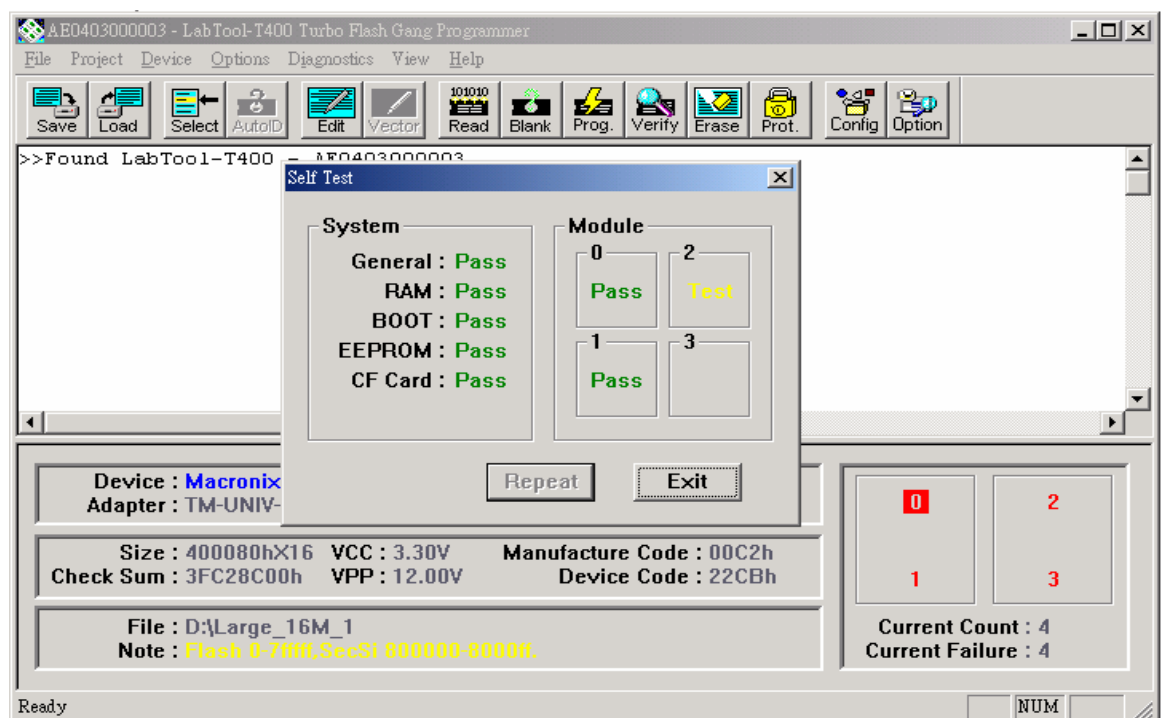 AE0403000003 - LabTool-T400 Turbo Flash Gang Programmer
File Project Device Options Diagnostics View Help
101010
Save Load Select AutoID Edit Vector Read Blank Prog. Verify Erase Prot. Config Option
>>Found LabTool-T400 - AE0403000003
Self Test
System
General : Pass
RAM : Pass
BOOT : Pass
EEPROM : Pass
CF Card : Pass
Module
0 2
Pass Test
1 3
Pass
Repeat Exit
Device : Macronix
Adapter : TM-UNIV-
Size : 400080hX16 VCC : 3.30V Manufacture Code : 00C2h
Check Sum : 3FC28C00h VPP : 12.00V Device Code : 22CBh
File : D:\Large_16M_1
Note : Flash 0-7fffff,SecSi 800000-8000ff.
0 2
1 3
Current Count : 4
Current Failure : 4
Ready NUM